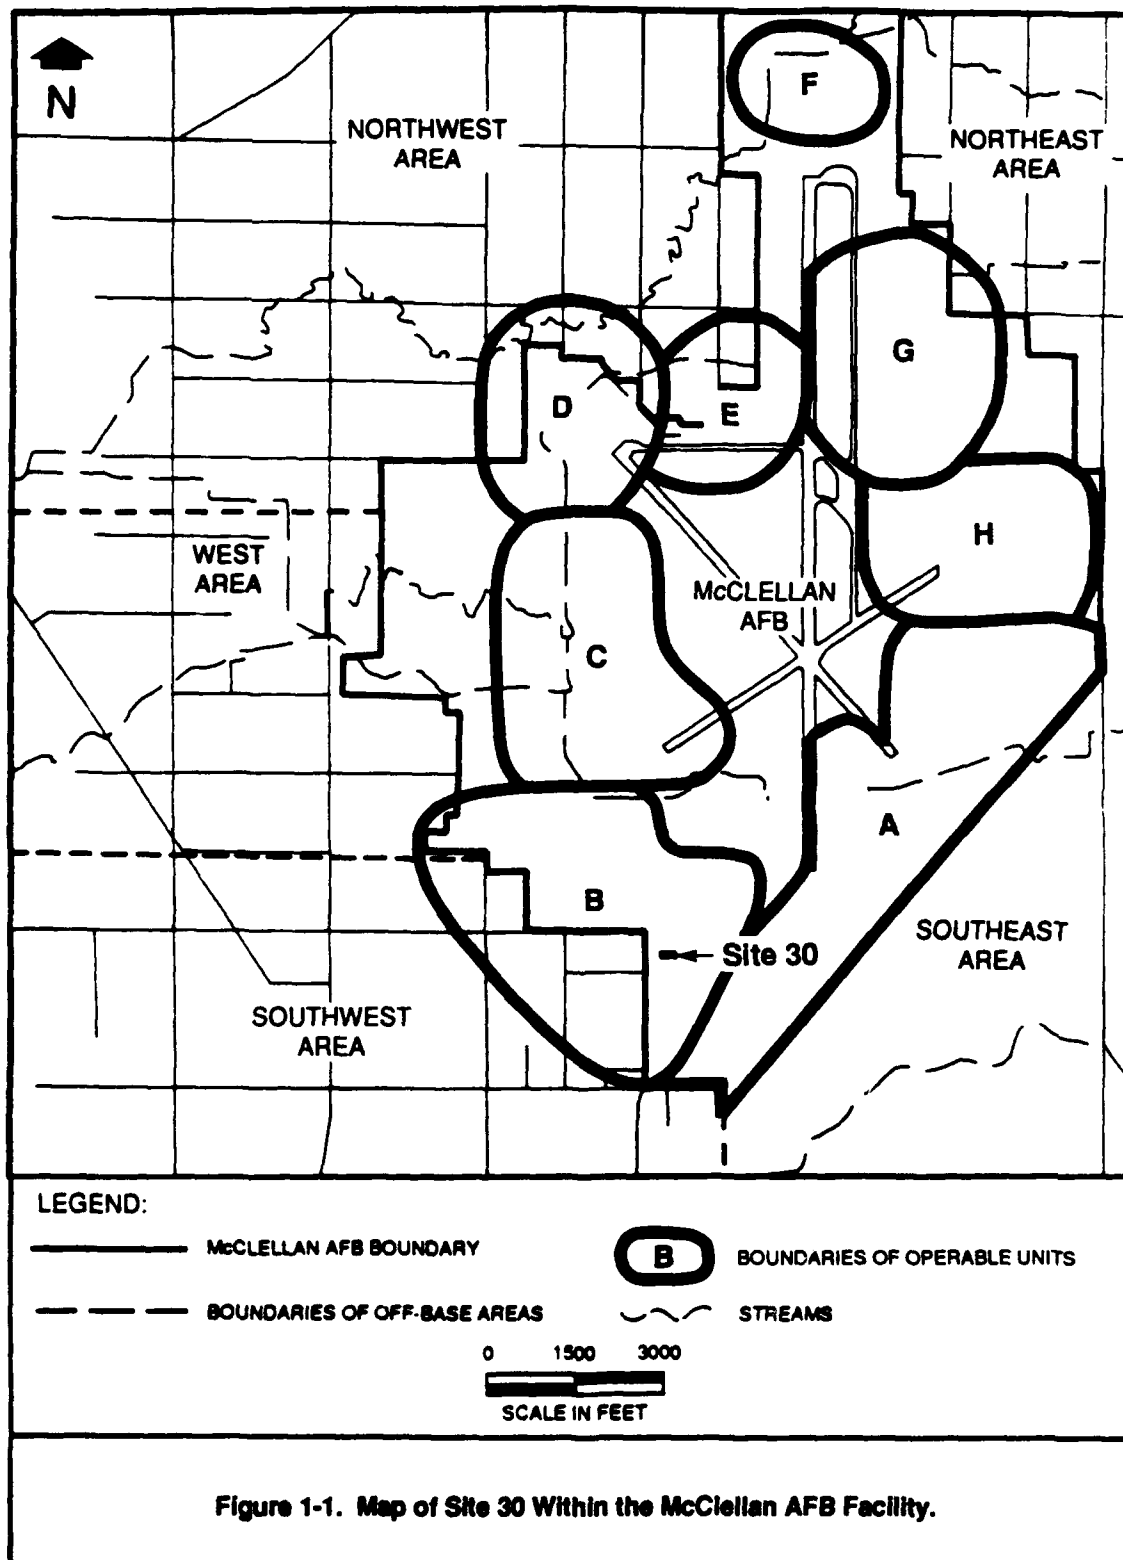 N
F
NORTHWEST
AREA
NORTHEAST
AREA
G
D
E
WEST
AREA
H
McCLELLAN
AFB
C
A
B
Site 30
SOUTHEAST
AREA
SOUTHWEST
AREA
LEGEND:
McCLELLAN AFB BOUNDARY
B
BOUNDARIES OF OPERABLE UNITS
BOUNDARIES OF OFF-BASE AREAS
STREAMS
0 1500 3000
SCALE IN FEET
Figure 1-1. Map of Site 30 Within the McClellan AFB Facility.